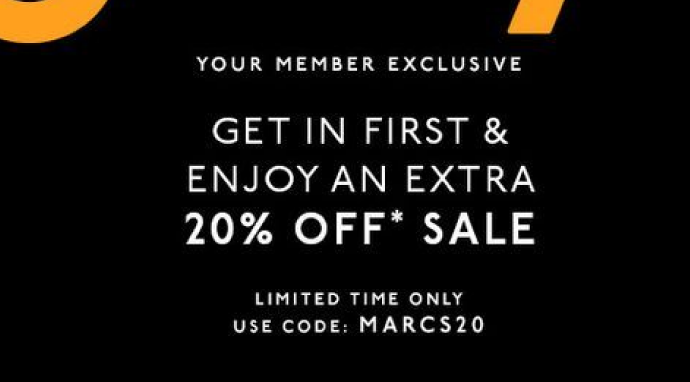 YOUR MEMBER EXCLUSIVE
GET IN FIRST &
ENJOY AN EXTRA
20% OFF* SALE
LIMITED TIME ONLY
USE CODE: MARCS20